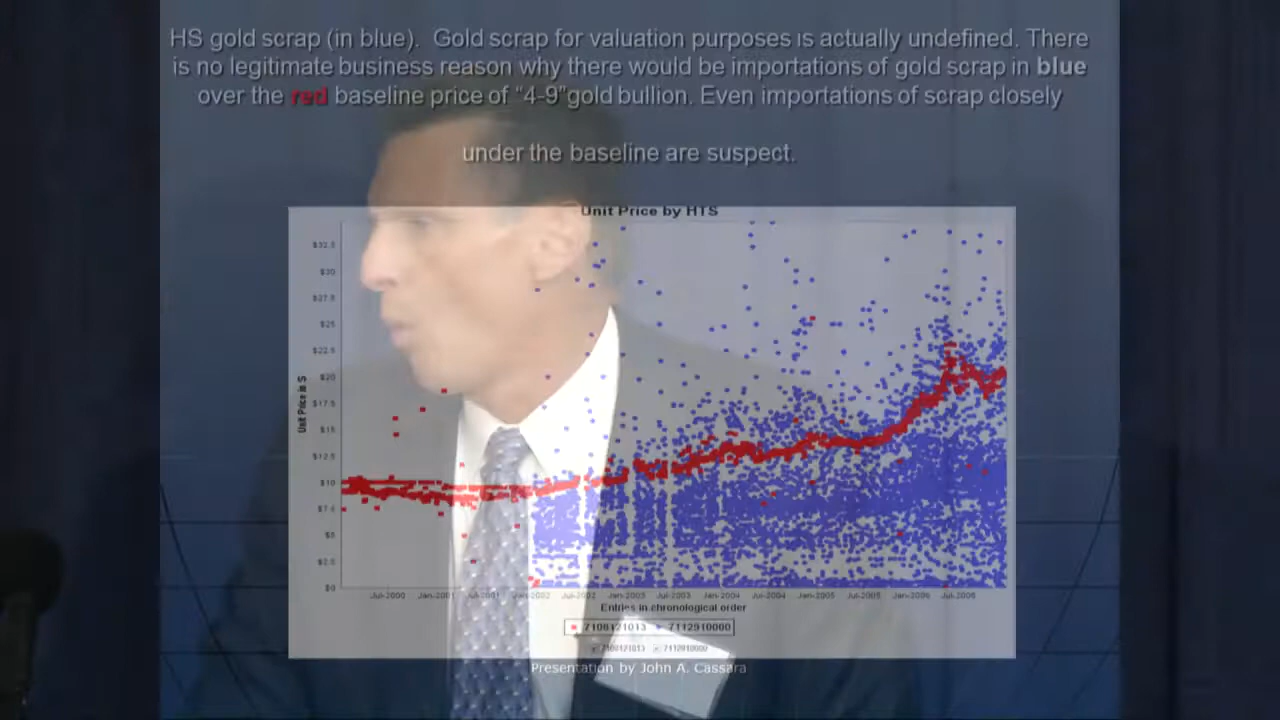 HS gold scrap (in blue). Gold scrap for valuation purposes is actually undefined. There
is no legitimate business reason why there would be importations of gold scrap in blue
over the red baseline price of “4-9”gold bullion. Even importations of scrap closely
under the baseline are suspect.
Unit Price by HTS
$32.5
$30
$27.5
$25
$22.5
$20
$17.5
$15
$12.5
$10
$7.5
$5
$2.5
$0
Unit Price in $
Jul-2000 Jan-2001 Jul-2001 Jan-2002 Jul-2002 Jan-2003 Jul-2003 Jan-2004 Jul-2004 Jan-2005 Jul-2005 Jan-2006 Jul-2006
Entries in chronological order
7108121013 7112910000
7108121013 7112910000
Presentation by John A. Cassara